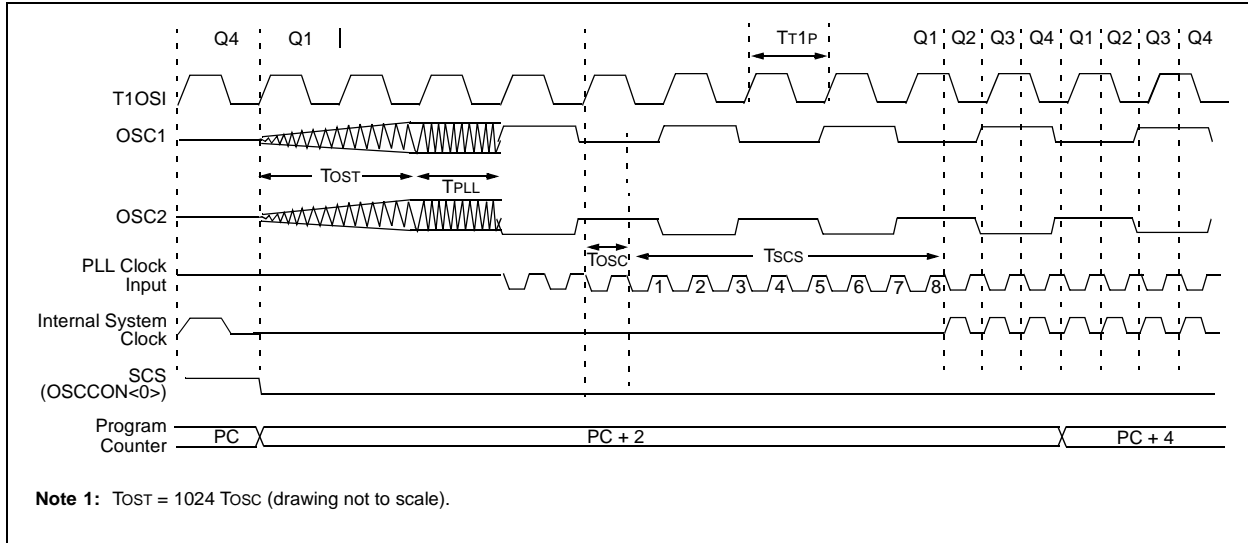 Q4 Q1 TT1P Q1 Q2 Q3 Q4 Q1 Q2 Q3 Q4
T1OSI
OSC1
TOST TPLL
OSC2
TOSC TSCS
PLL Clock
Input
1 2 3 4 5 6 7 8
Internal System
Clock
SCS
(OSCCON<0>)
Program
Counter
PC PC + 2 PC + 4
Note 1: TOST = 1024 TOSC (drawing not to scale).